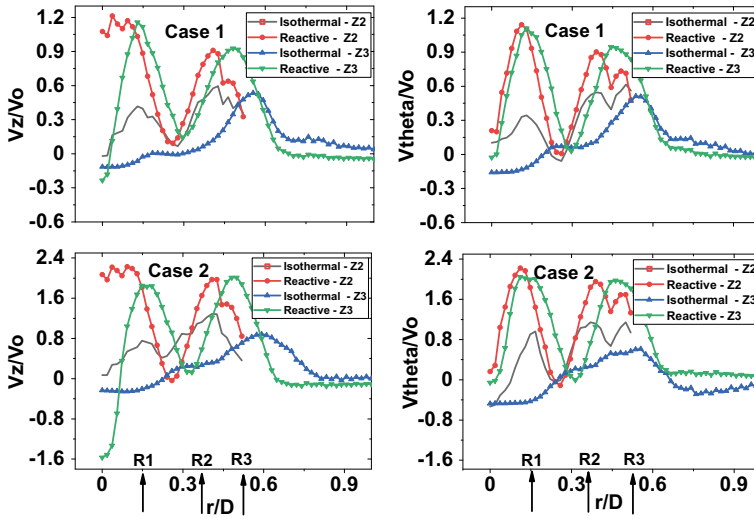 Case 1
Isothermal - Z2
Reactive - Z2
Isothermal - Z3
Reactive - Z3
Vz/Vo
1.2
0.9
0.6
0.3
0
-0.3
-0.6
Case 1
Isothermal - Z2
Reactive - Z2
Isothermal - Z3
Reactive - Z3
Vtheta/Vo
1.2
0.9
0.6
0.3
0
-0.3
-0.6
Case 2
Isothermal - Z2
Reactive - Z2
Isothermal - Z3
Reactive - Z3
Vz/Vo
2.4
1.6
0.8
0
-0.8
-1.6
R1 R2 R3
0 0.3 0.6 0.9
r/D
Case 2
Isothermal - Z2
Reactive - Z2
Isothermal - Z3
Reactive - Z3
Vtheta/Vo
2.4
1.6
0.8
0.0
-0.8
-1.6
R1 R2 R3
0 0.3 0.6 0.9
r/D